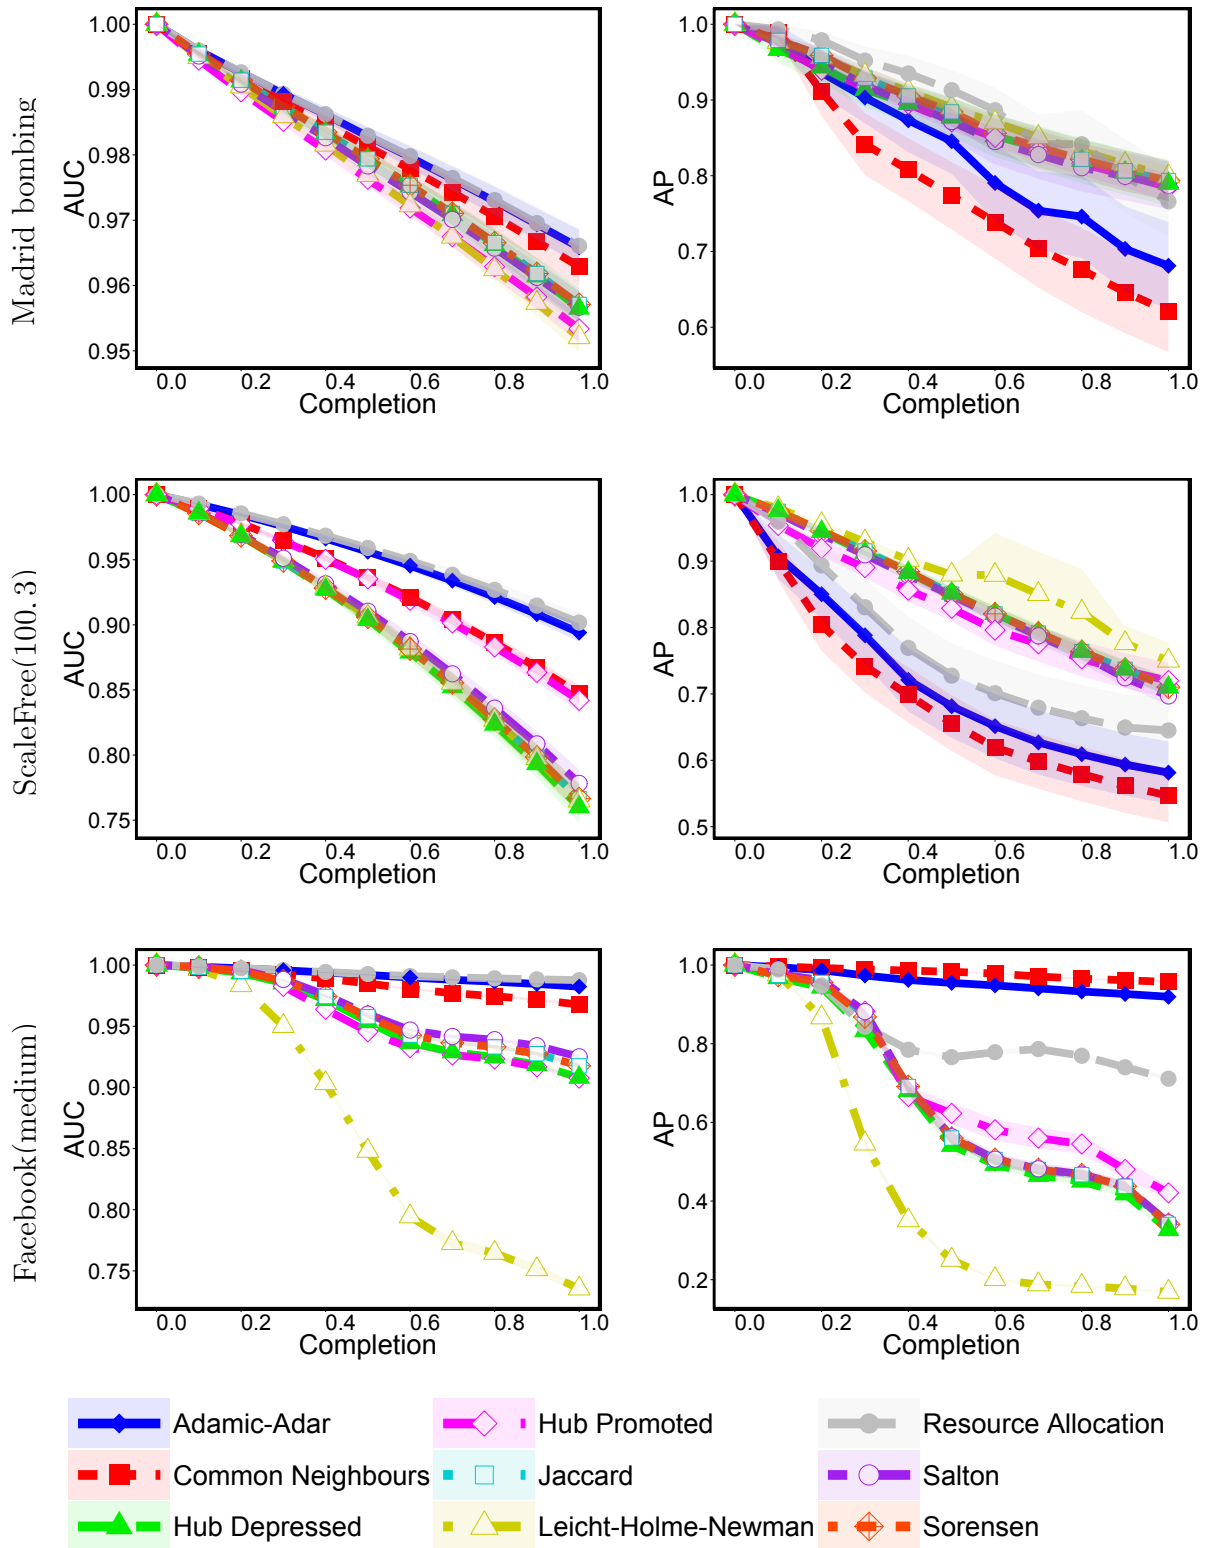 Madrid bombing
AUC
1.00
0.99
0.98
0.97
0.96
0.95
0.0 0.2 0.4 0.6 0.8 1.0
Completion
AP
1.0
0.9
0.8
0.7
0.6
0.0 0.2 0.4 0.6 0.8 1.0
Completion
ScaleFree(100.3)
AUC
1.00
0.95
0.90
0.85
0.80
0.75
0.0 0.2 0.4 0.6 0.8 1.0
Completion
AP
1.0
0.9
0.8
0.7
0.6
0.5
0.0 0.2 0.4 0.6 0.8 1.0
Completion
Facebook(medium)
AUC
1.00
0.95
0.90
0.85
0.80
0.75
0.0 0.2 0.4 0.6 0.8 1.0
Completion
AP
1.0
0.8
0.6
0.4
0.2
0.0 0.2 0.4 0.6 0.8 1.0
Completion
Adamic-Adar
Hub Promoted
Resource Allocation
Common Neighbours
Jaccard
Salton
Hub Depressed
Leicht-Holme-Newman
Sorensen